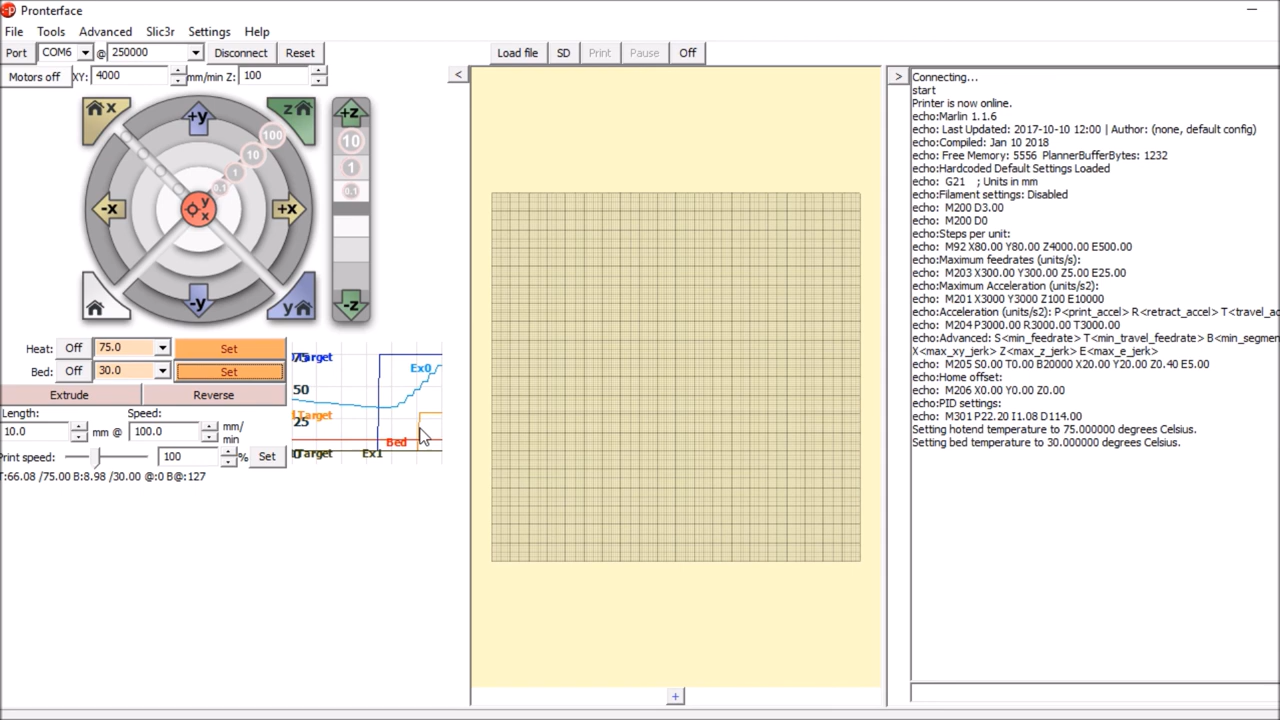 Pronterface
File Tools Advanced Slic3r Settings Help
Port COM6 @ 250000 Disconnect Reset Load file SD Print Pause Off
Motors off XY: 4000 mm/min Z: 100 < >
x z
+y +z
100
10 10
1 1
0.1 0.1
-x y x +x
-y -z
y
Heat: Off 75.0 Set
Bed: Off 30.0 Set
Extrude Reverse
Length: Speed:
10.0 mm @ 100.0 mm/
min
Print speed: 100 % Set
T:66.08 /75.00 B:8.98 /30.00 @:0 B@:127
75 Target
Ex0
50
Target
25
Bed
0 Target Ex1
+
Connecting...
start
Printer is now online.
echo:Marlin 1.1.6
echo: Last Updated: 2017-10-10 12:00 | Author: (none, default config)
echo:Compiled: Jan 10 2018
echo: Free Memory: 5556 PlannerBufferBytes: 1232
echo:Hardcoded Default Settings Loaded
echo: G21 ; Units in mm
echo:Filament settings: Disabled
echo: M200 D3.00
echo: M200 D0
echo:Steps per unit:
echo: M92 X80.00 Y80.00 Z4000.00 E500.00
echo:Maximum feedrates (units/s):
echo: M203 X300.00 Y300.00 Z5.00 E25.00
echo:Maximum Acceleration (units/s2):
echo: M201 X3000 Y3000 Z100 E10000
echo:Acceleration (units/s2): P<print_accel> R<retract_accel> T<travel_ac
echo: M204 P3000.00 R3000.00 T3000.00
echo:Advanced: S<min_feedrate> T<min_travel_feedrate> B<min_segmen
X<max_xy_jerk> Z<max_z_jerk> E<max_e_jerk>
echo: M205 S0.00 T0.00 B20000 X20.00 Y20.00 Z0.40 E5.00
echo:Home offset:
echo: M206 X0.00 Y0.00 Z0.00
echo:PID settings:
echo: M301 P22.20 I1.08 D114.00
Setting hotend temperature to 75.000000 degrees Celsius.
Setting bed temperature to 30.000000 degrees Celsius.